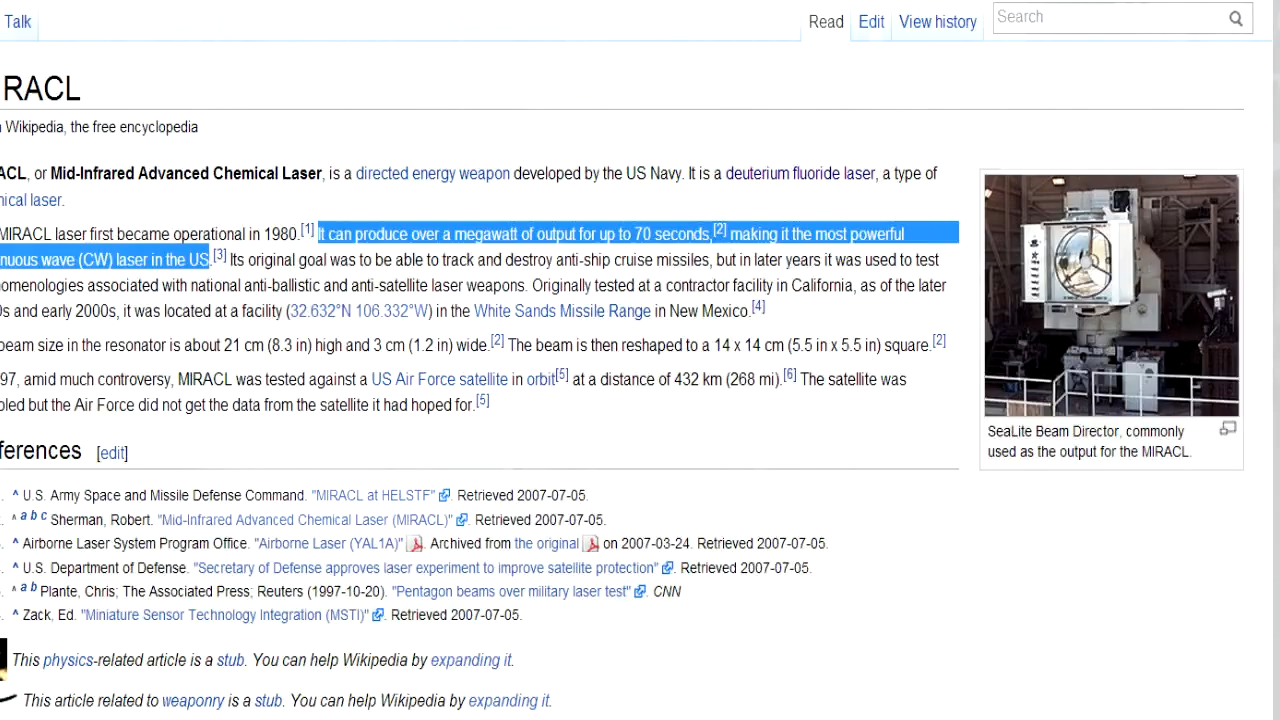 Talk
Read Edit View history Search
RACL
Wikipedia, the free encyclopedia
ACL, or Mid-Infrared Advanced Chemical Laser, is a directed energy weapon developed by the US Navy. It is a deuterium fluoride laser, a type of
nical laser.
MIRACL laser first became operational in 1980.[1] It can produce over a megawatt of output for up to 70 seconds,[2] making it the most powerful
nuous wave (CW) laser in the US.[3] Its original goal was to be able to track and destroy anti-ship cruise missiles, but in later years it was used to test
omenologies associated with national anti-ballistic and anti-satellite laser weapons. Originally tested at a contractor facility in California, as of the later
0s and early 2000s, it was located at a facility (32.632°N 106.332°W) in the White Sands Missile Range in New Mexico.[4]
beam size in the resonator is about 21 cm (8.3 in) high and 3 cm (1.2 in) wide.[2] The beam is then reshaped to a 14 x 14 cm (5.5 in x 5.5 in) square.[2]
97, amid much controversy, MIRACL was tested against a US Air Force satellite in orbit[5] at a distance of 432 km (268 mi).[6] The satellite was
bled but the Air Force did not get the data from the satellite it had hoped for.[5]
SeaLite Beam Director, commonly
used as the output for the MIRACL.
ferences [edit]
^ U.S. Army Space and Missile Defense Command. "MIRACL at HELSTF". Retrieved 2007-07-05.
^ a b c Sherman, Robert. "Mid-Infrared Advanced Chemical Laser (MIRACL)". Retrieved 2007-07-05.
^ Airborne Laser System Program Office. "Airborne Laser (YAL1A)". Archived from the original on 2007-03-24. Retrieved 2007-07-05.
^ U.S. Department of Defense. "Secretary of Defense approves laser experiment to improve satellite protection". Retrieved 2007-07-05.
^ a b Plante, Chris; The Associated Press; Reuters (1997-10-20). "Pentagon beams over military laser test". CNN
^ Zack, Ed. "Miniature Sensor Technology Integration (MSTI)". Retrieved 2007-07-05.
This physics-related article is a stub. You can help Wikipedia by expanding it.
This article related to weaponry is a stub. You can help Wikipedia by expanding it.